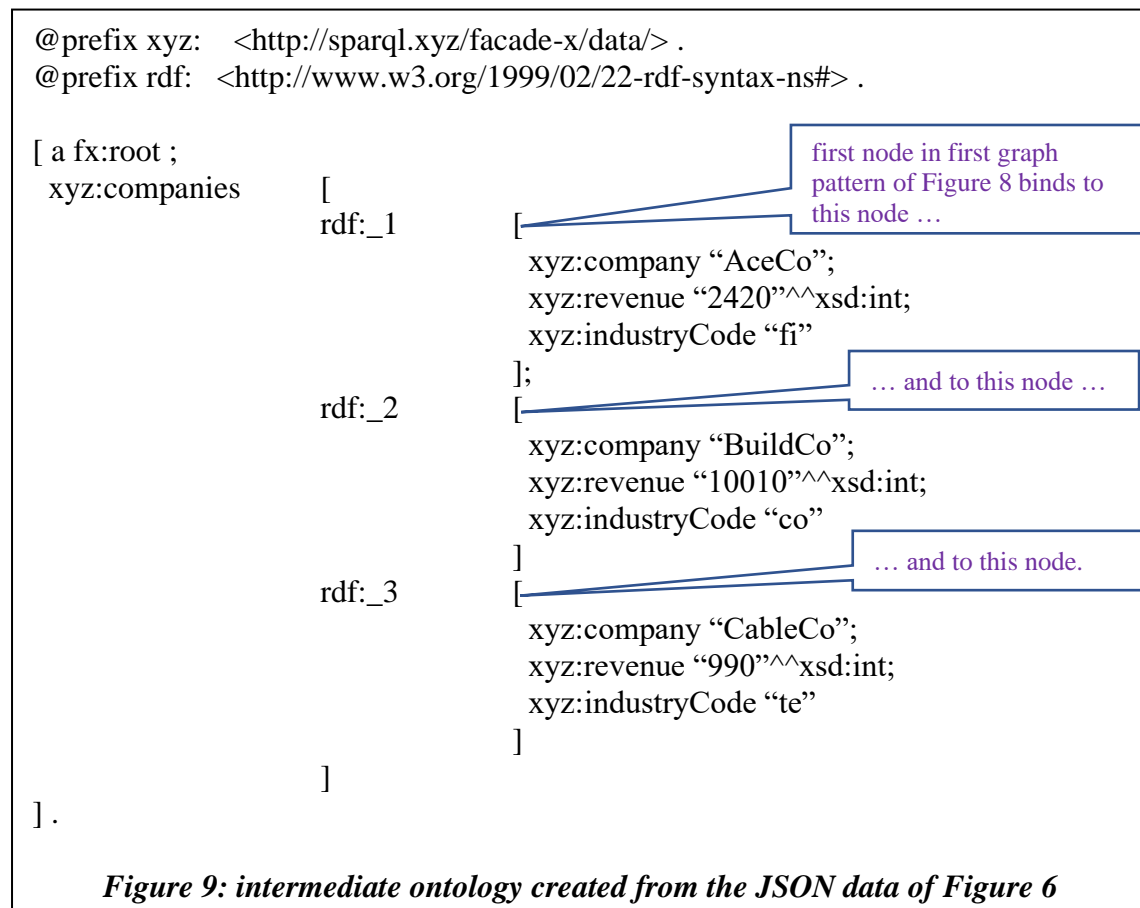 @prefix xyz: <http://sparql.xyz/facade-x/data/> .
@prefix rdf: <http://www.w3.org/1999/02/22-rdf-syntax-ns#> .
[ a fx:root ;
xyz:companies [
first node in first graph
pattern of Figure 8 binds to
this node …
rdf:_1 [
xyz:company “AceCo”;
xyz:revenue “2420”^^xsd:int;
xyz:industryCode “fi”
];
… and to this node …
rdf:_2 [
xyz:company “BuildCo”;
xyz:revenue “10010”^^xsd:int;
xyz:industryCode “co”
]
… and to this node.
rdf:_3 [
xyz:company “CableCo”;
xyz:revenue “990”^^xsd:int;
xyz:industryCode “te”
]
]
] .
Figure 9: intermediate ontology created from the JSON data of Figure 6